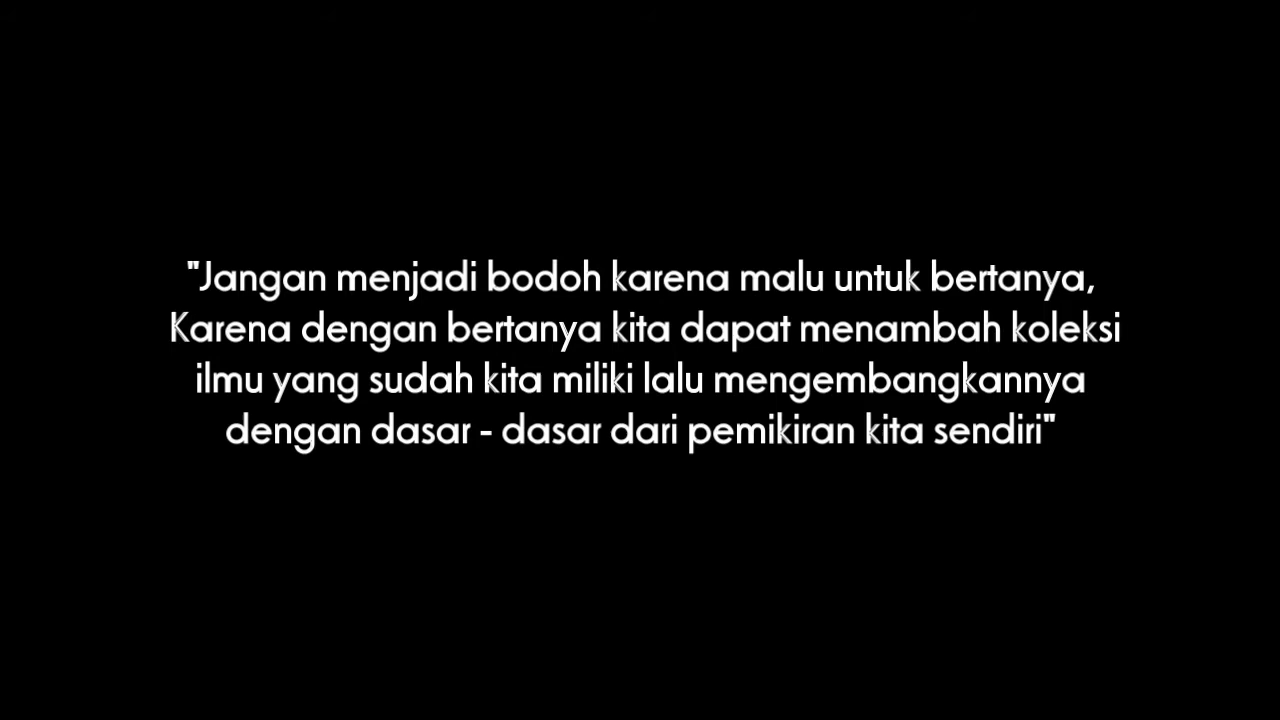 "Jangan menjadi bodoh karena malu untuk bertanya,
Karena dengan bertanya kita dapat menambah koleksi
ilmu yang sudah kita miliki lalu mengembangkannya
dengan dasar - dasar dari pemikiran kita sendiri"